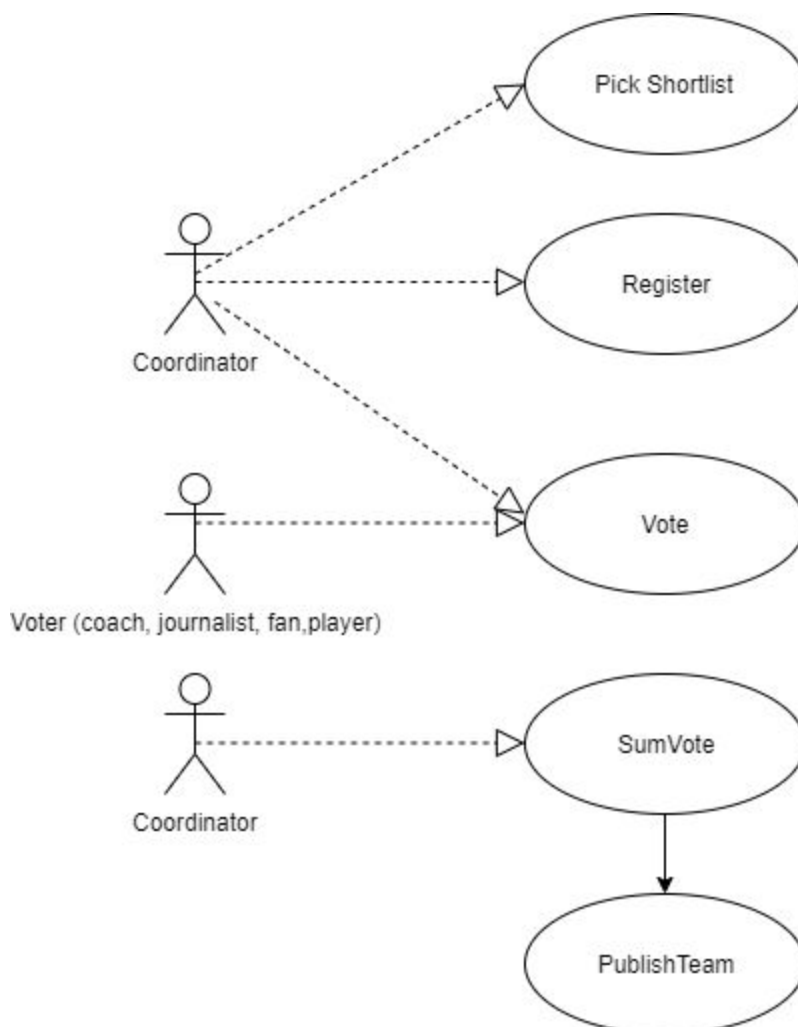 Pick Shortlist
Register
Coordinator
Vote
Voter (coach, journalist, fan,player)
SumVote
Coordinator
PublishTeam